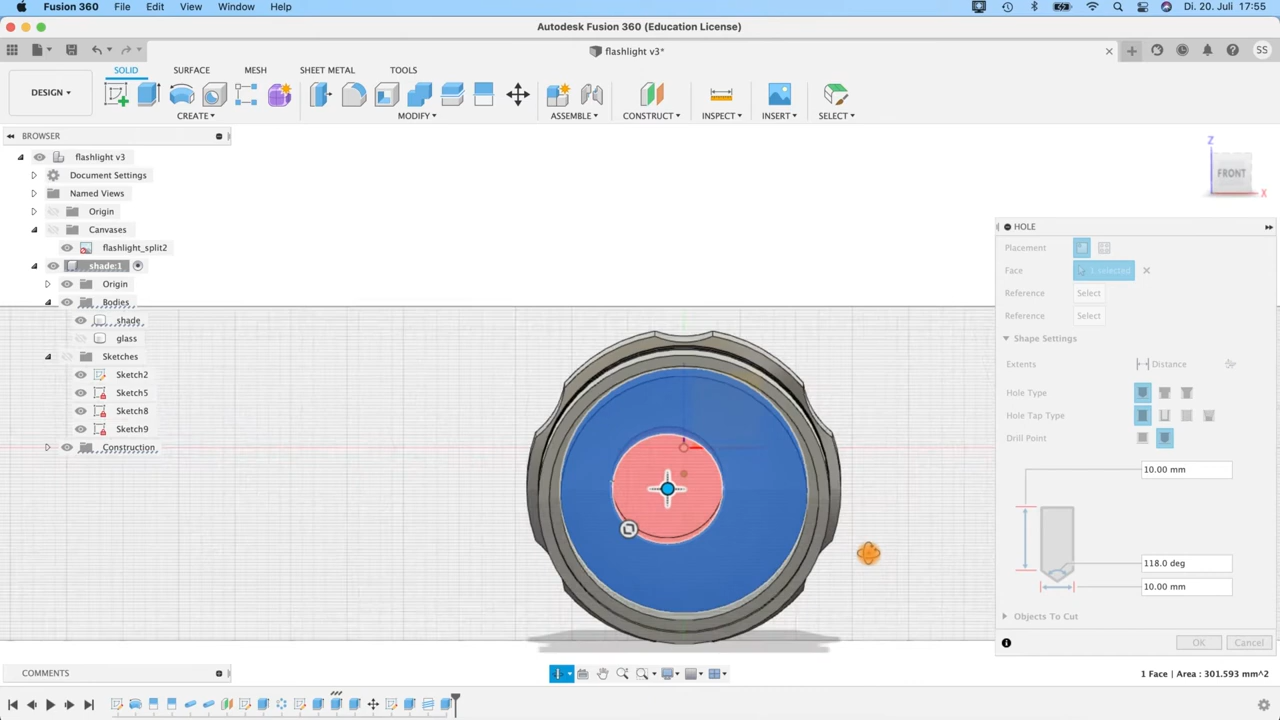 Fusion 360 File Edit View Window Help Di. 20. Juli 17:55
Autodesk Fusion 360 (Education License)
flashlight v3*
SS
SOLID SURFACE MESH SHEET METAL TOOLS
DESIGN
CREATE MODIFY ASSEMBLE CONSTRUCT INSPECT INSERT SELECT
BROWSER
flashlight v3
Document Settings
Named Views
Origin
Canvases
flashlight_split2
shade:1
Origin
Bodies
shade
glass
Sketches
Sketch2
Sketch5
Sketch8
Sketch9
Construction
Z
FRONT
X
HOLE
Placement
Face 1 selected
Reference Select
Reference Select
Shape Settings
Extents Distance
Hole Type
Hole Tap Type
Drill Point
10.00 mm
118.0 deg
10.00 mm
Objects To Cut
OK Cancel
COMMENTS
1 Face | Area : 301.593 mm^2